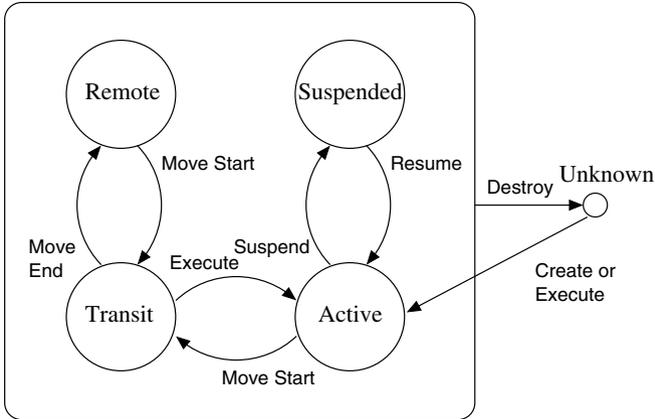 Remote
Suspended
Move Start
Resume
Unknown
Destroy
Move
End
Suspend
Execute
Create or
Execute
Transit
Active
Move Start